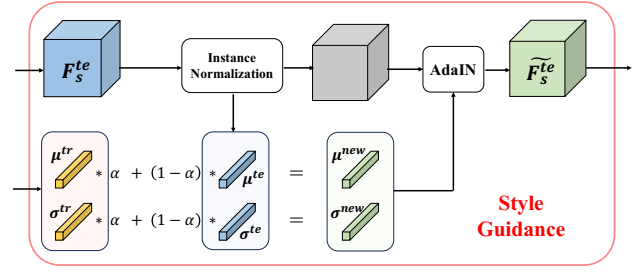 F_s^te
Instance
Normalization
AdaIN
\widetilde{F_s^te}
μ^tr * α + (1-α) * μ^te = μ^new
σ^tr * α + (1-α) * σ^te = σ^new
Style
Guidance